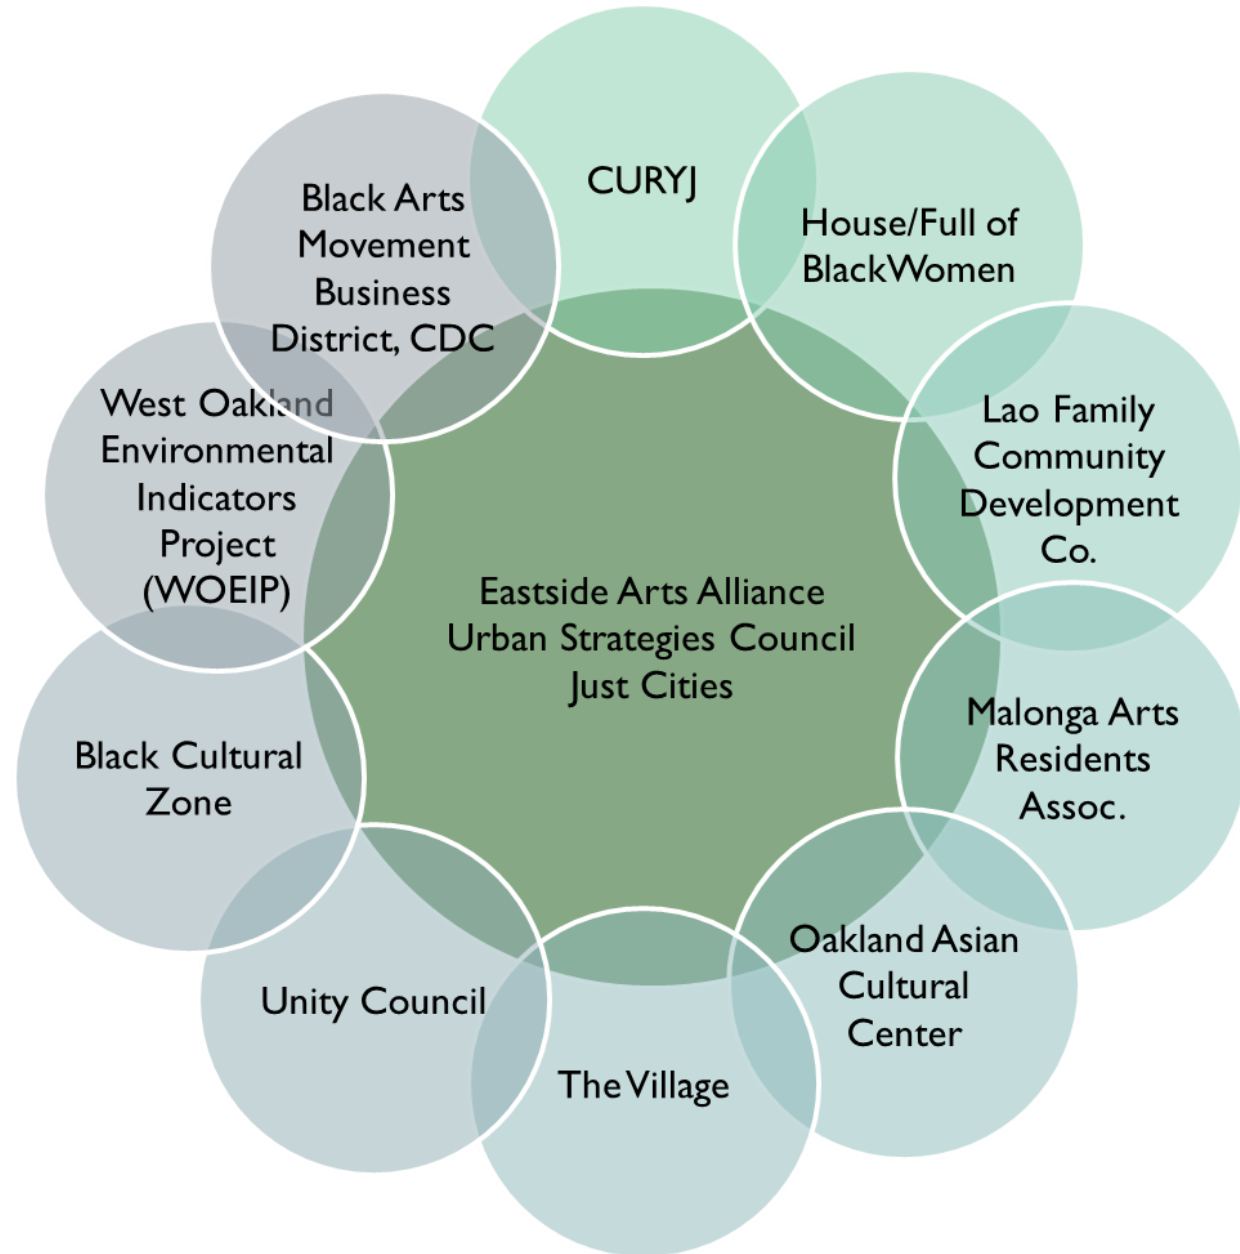 CURYJ
House/Full of
BlackWomen
Lao Family
Community
Development
Co.
Malonga Arts
Residents
Assoc.
Oakland Asian
Cultural
Center
The Village
Unity Council
Black Cultural
Zone
West Oakland
Environmental
Indicators
Project
(WOEIP)
Black Arts
Movement
Business
District, CDC
Eastside Arts Alliance
Urban Strategies Council
Just Cities